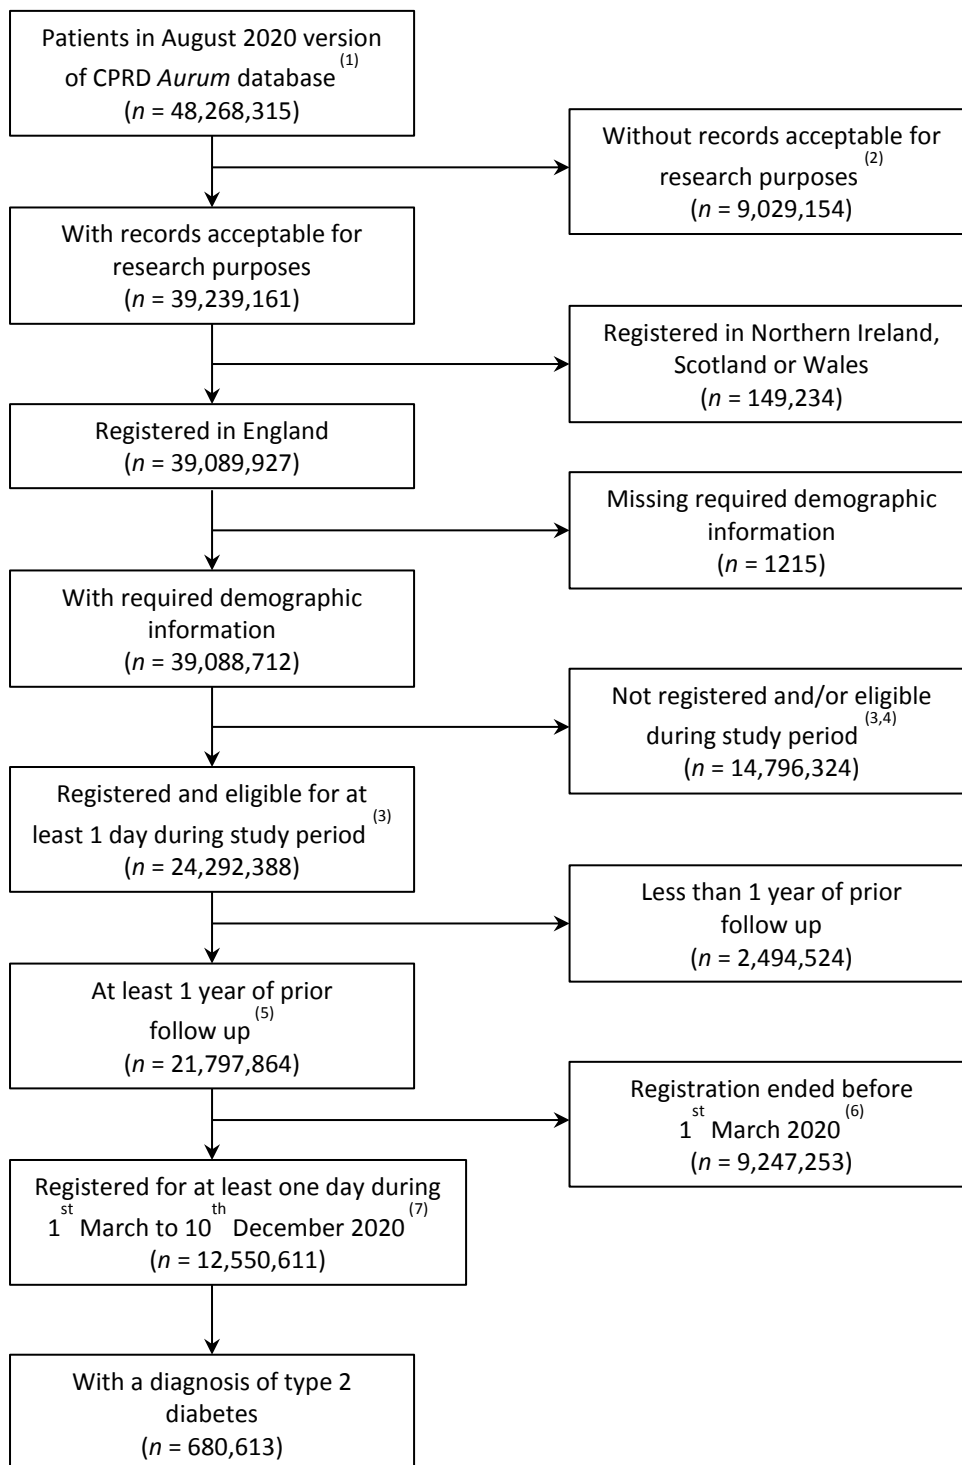 Patients in August 2020 version
of CPRD Aurum database (1)
(n = 48,268,315)
Without records acceptable for
research purposes (2)
(n = 9,029,154)
With records acceptable for
research purposes
(n = 39,239,161)
Registered in Northern Ireland,
Scotland or Wales
(n = 149,234)
Registered in England
(n = 39,089,927)
Missing required demographic
information
(n = 1215)
With required demographic
information
(n = 39,088,712)
Not registered and/or eligible
during study period (3,4)
(n = 14,796,324)
Registered and eligible for at
least 1 day during study period (3)
(n = 24,292,388)
Less than 1 year of prior
follow up
(n = 2,494,524)
At least 1 year of prior
follow up (5)
(n = 21,797,864)
Registration ended before
1st March 2020 (6)
(n = 9,247,253)
Registered for at least one day during
1st March to 10th December 2020 (7)
(n = 12,550,611)
With a diagnosis of type 2
diabetes
(n = 680,613)